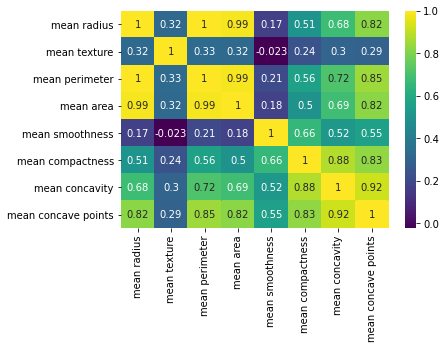 mean radius 1 0.32 1 0.99 0.17 0.51 0.68 0.82
mean texture 0.32 1 0.33 0.32 -0.023 0.24 0.3 0.29
mean perimeter 1 0.33 1 0.99 0.21 0.56 0.72 0.85
mean area 0.99 0.32 0.99 1 0.18 0.5 0.69 0.82
mean smoothness 0.17 -0.023 0.21 0.18 1 0.66 0.52 0.55
mean compactness 0.51 0.24 0.56 0.5 0.66 1 0.88 0.83
mean concavity 0.68 0.3 0.72 0.69 0.52 0.88 1 0.92
mean concave points 0.82 0.29 0.85 0.82 0.55 0.83 0.92 1
mean radius
mean texture
mean perimeter
mean area
mean smoothness
mean compactness
mean concavity
mean concave points
1.0
0.8
0.6
0.4
0.2
0.0